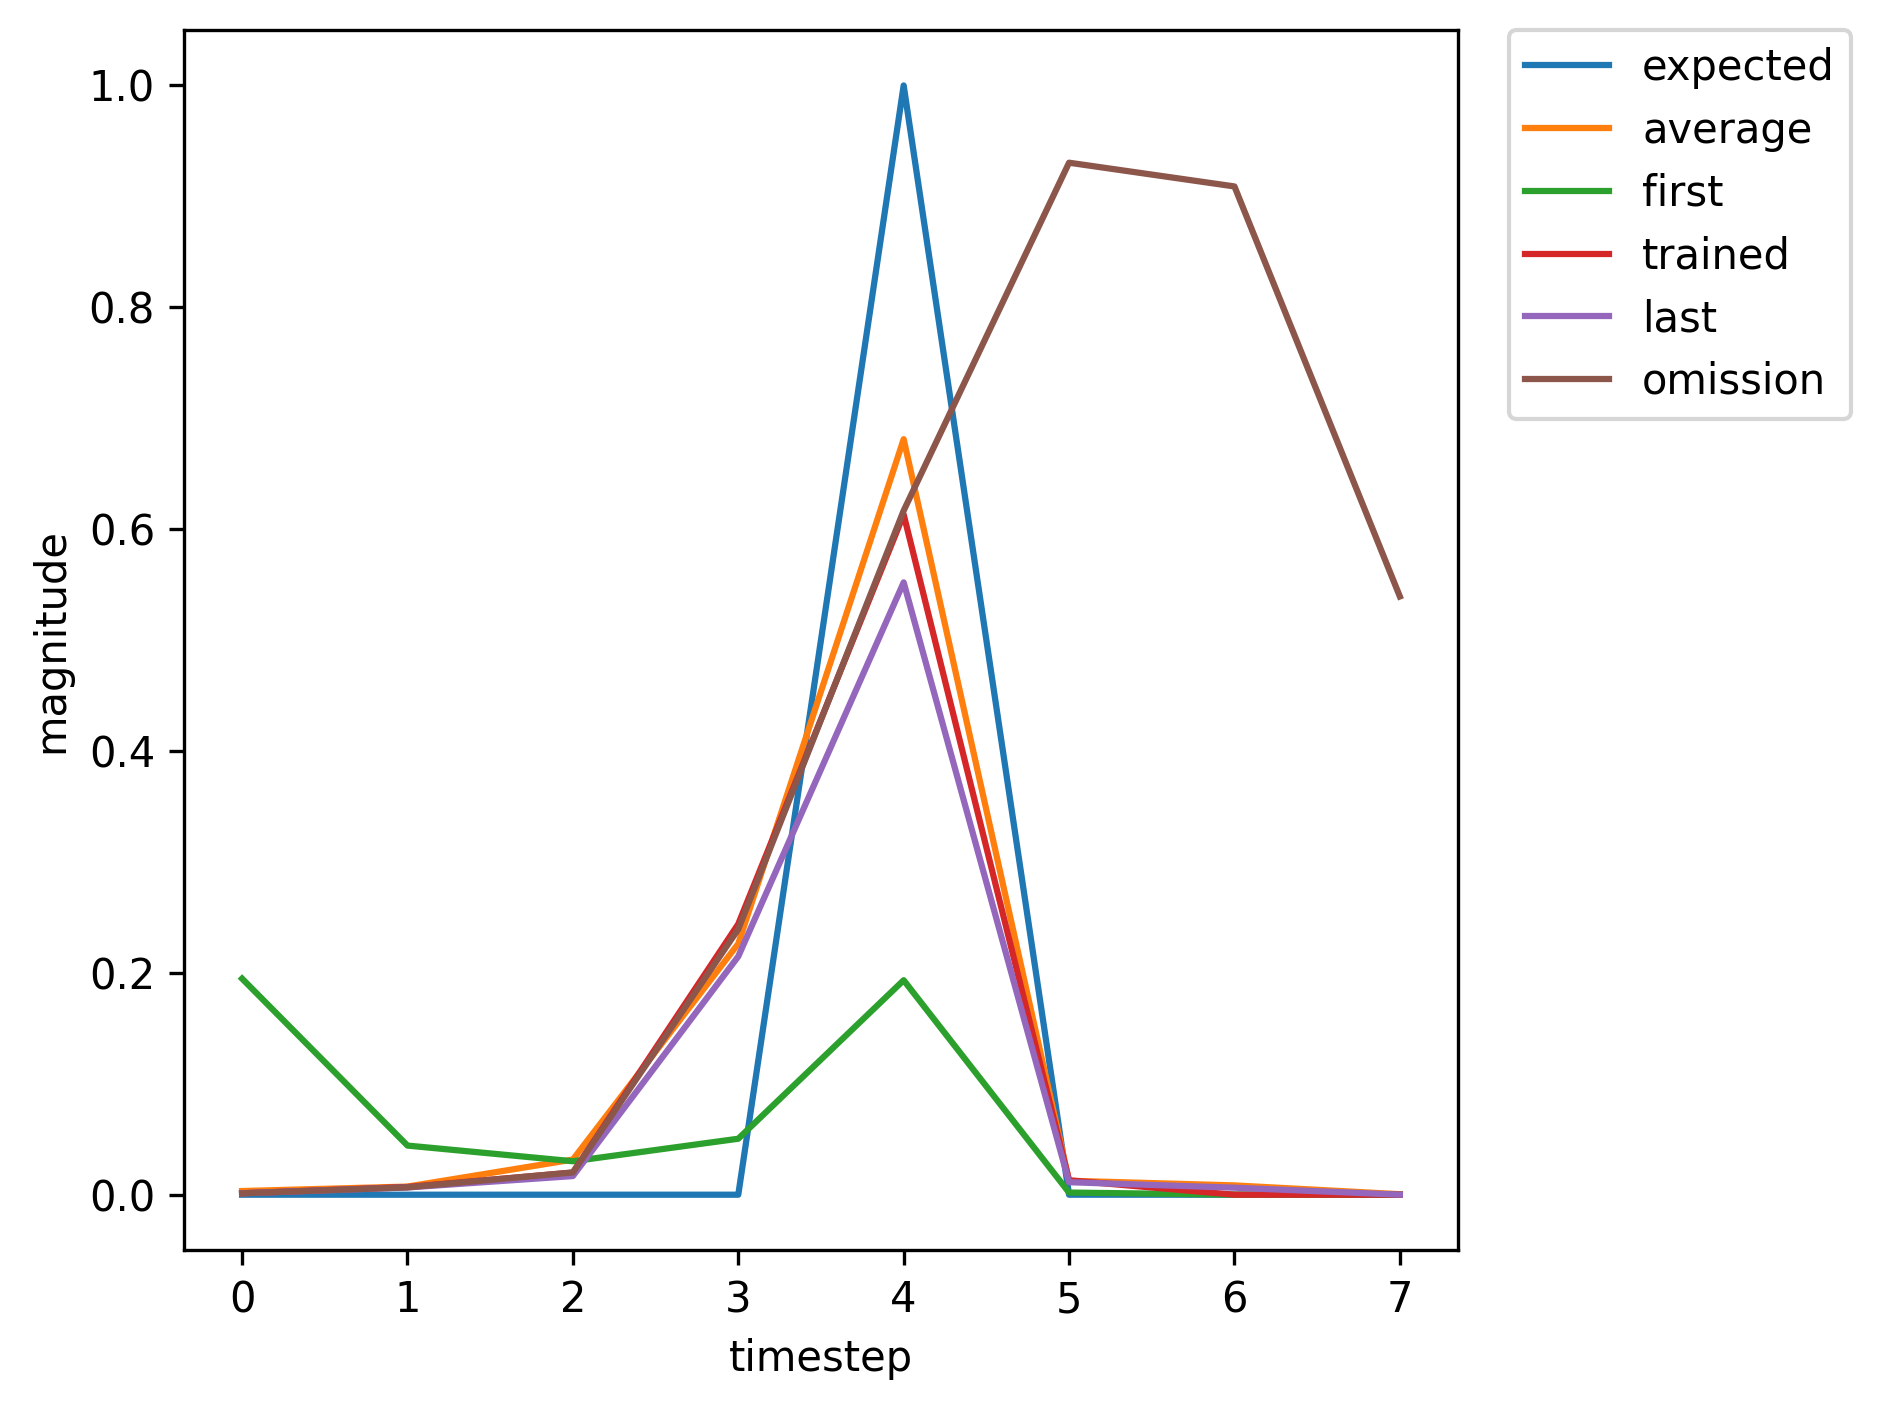 expected
average
first
trained
last
omission
1.0
0.8
0.6
0.4
0.2
0.0
magnitude
0 1 2 3 4 5 6 7
timestep